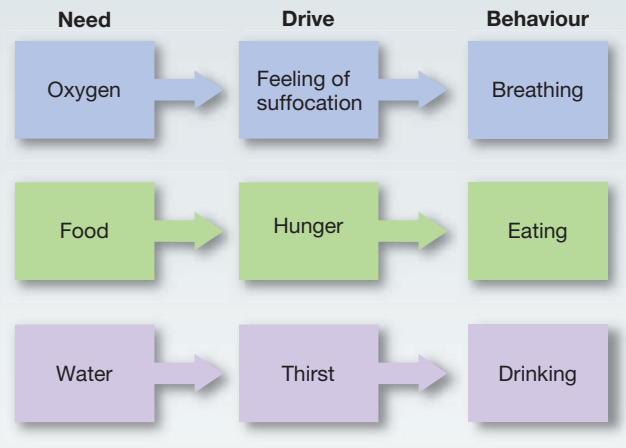 Need Drive Behaviour
Oxygen
Feeling of
suffocation
Breathing
Food
Hunger
Eating
Water
Thirst
Drinking